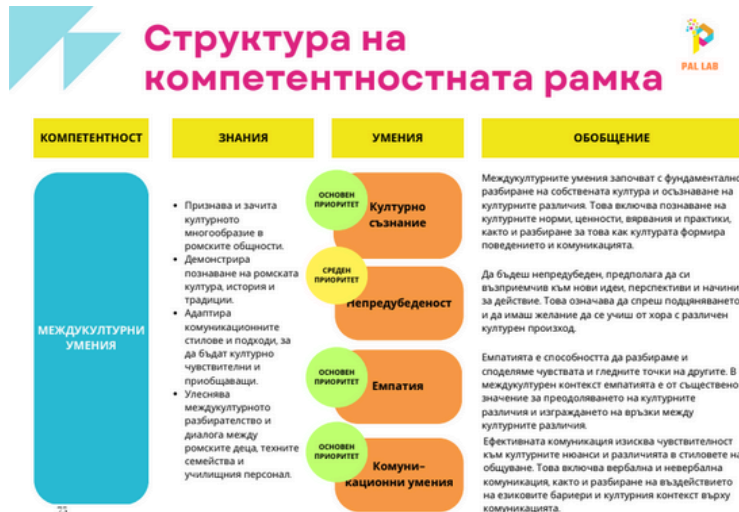 Структура на
компетентностната рамка
PAL LAB
КОМПЕТЕНТНОСТ
ЗНАНИЯ
УМЕНИЯ
ОБОБЩЕНИЕ
МЕЖДУКУЛТУРНИ
УМЕНИЯ
• Признава и зачита
културното
многообразие в
ромските общности.
• Демонстрира
познаване на ромската
култура, история и
традиции.
• Адаптира
комуникационните
стилове и подходи, за
да бъдат културно
чувствителни и
приобщаващи.
• Улеснява
междукултурното
разбирателство и
диалога между
ромските деца, техните
семейства и
училищния персонал.
ОСНОВЕН
ПРИОРИТЕТ
Културно
съзнание
СРЕДЕН
ПРИОРИТЕТ
Непредубеденост
ОСНОВЕН
ПРИОРИТЕТ
Емпатия
ОСНОВЕН
ПРИОРИТЕТ
Комуни–
кационни умения
Междукултурните умения започват с фундаментално
разбиране на собствената култура и осъзнаване на
културните различия. Това включва познаване на
културните норми, ценности, вярвания и практики,
както и разбиране за това как културата формира
поведението и комуникацията.
Да бъдеш непредубеден, предполага да си
възприемчив към нови идеи, перспективи и начини
за действие. Това означава да спреш подценяването
и да имаш желание да се учиш от хора с различен
културен произход.
Емпатията е способността да разбираме и
споделяме чувствата и гледните точки на другите. В
междукултурен контекст емпатията е от съществено
значение за преодоляването на културните
различия и изграждането на връзки между
културните различия.
Ефективната комуникация изисква чувствителност
към културните нюанси и различията в стиловете на
общуване. Това включва вербална и невербална
комуникация, както и разбиране на въздействието
на езиковите бариери и културния контекст върху
комуникацията.